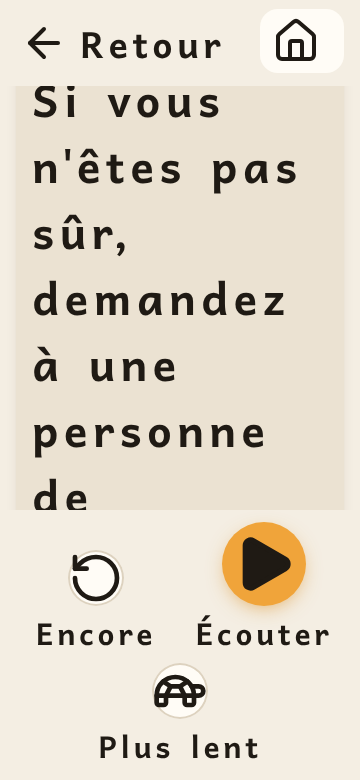 Retour
Si vous
n'êtes pas
sûr,
demandez
à une
personne
de
Encore
Écouter
Plus lent